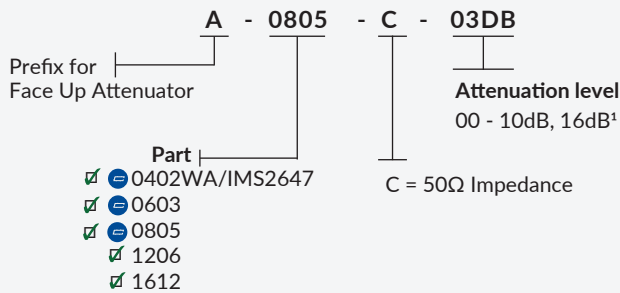 A - 0805 - C - 03DB
Prefix for
Face Up Attenuator
Attenuation level
00 - 10dB, 16dB¹
Part
0402WA/IMS2647
0603
0805
1206
1612
C = 50Ω Impedance